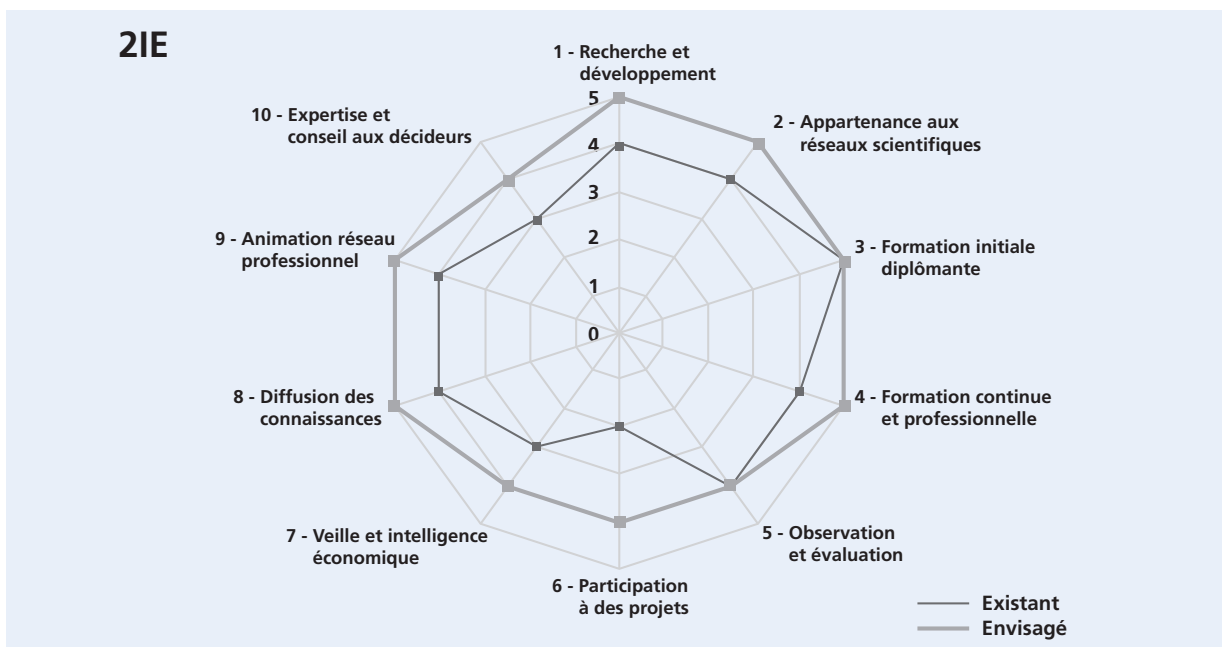 2IE
1 - Recherche et
développement
2 - Appartenance aux
réseaux scientifiques
3 - Formation initiale
diplômante
4 - Formation continue
et professionnelle
5 - Observation
et évaluation
6 - Participation
à des projets
7 - Veille et intelligence
économique
8 - Diffusion des
connaissances
9 - Animation réseau
professionnel
10 - Expertise et
conseil aux décideurs
5
4
3
2
1
0
Existant
Envisagé